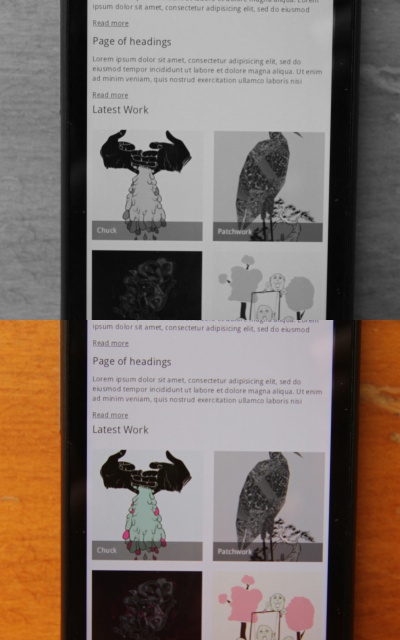 ipsum dolor sit amet, consectetur adipisicing elit, sed do eiusmod
Read more
Page of headings
Lorem ipsum dolor sit amet, consectetur adipisicing elit, sed do
eiusmod tempor incididunt ut labore et dolore magna aliqua. Ut enim
ad minim veniam, quis nostrud exercitation ullamco laboris nisi
Read more
Latest Work
Chuck
Patchwork
ipsum dolor sit amet, consectetur adipisicing elit, sed do eiusmod
Read more
Page of headings
Lorem ipsum dolor sit amet, consectetur adipisicing elit, sed do
eiusmod tempor incididunt ut labore et dolore magna aliqua. Ut enim
ad minim veniam, quis nostrud exercitation ullamco laboris nisi
Read more
Latest Work
Chuck
Patchwork